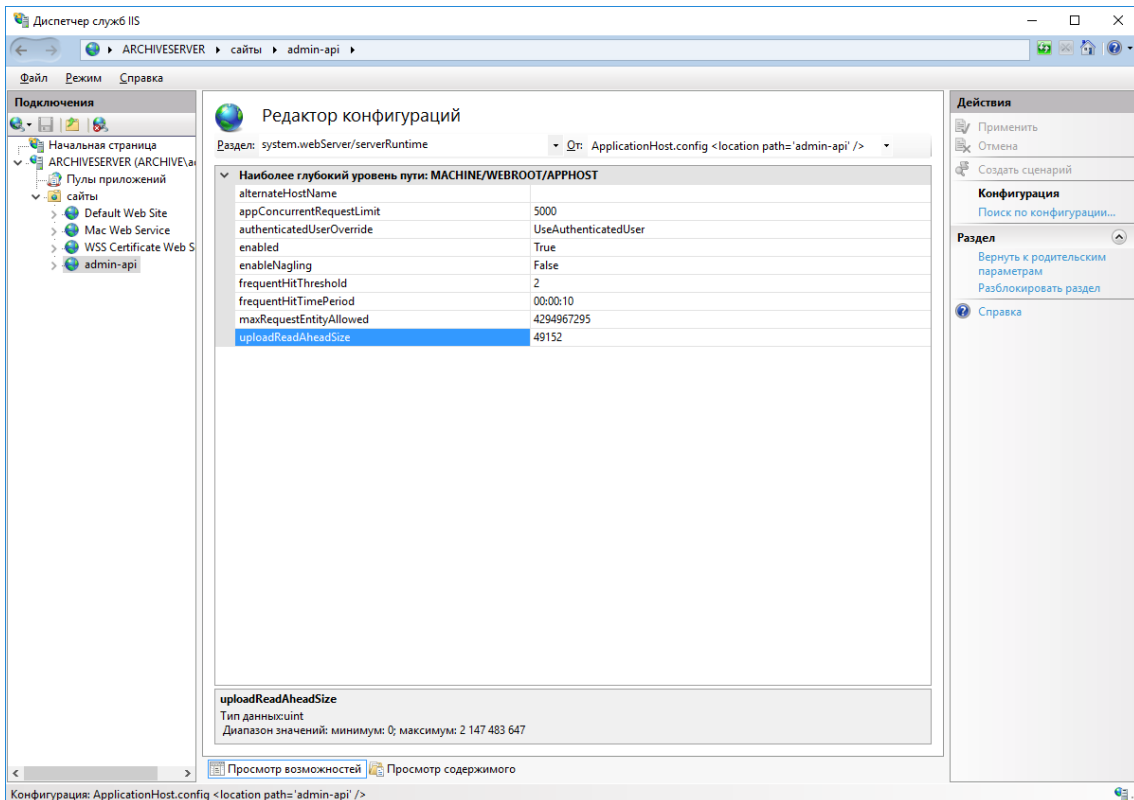 Диспетчер служб IIS
ARCHIVESERVER сайты admin-api
Файл Режим Справка
Подключения
Начальная страница
ARCHIVESERVER (ARCHIVE\
Пулы приложений
сайты
Default Web Site
Mac Web Service
WSS Certificate Web S
admin-api
Редактор конфигураций
Раздел: system.webServer/serverRuntime От: ApplicationHost.config <location path='admin-api' />
Наиболее глубокий уровень пути: MACHINE/WEBROOT/APPHOST
alternateHostName
appConcurrentRequestLimit 5000
authenticatedUserOverride UseAuthenticatedUser
enabled True
enableNagling False
frequentHitThreshold 2
frequentHitTimePeriod 00:00:10
maxRequestEntityAllowed 4294967295
uploadReadAheadSize 49152
uploadReadAheadSize
Тип данных:uint
Диапазон значений: минимум: 0; максимум: 2 147 483 647
Просмотр возможностей Просмотр содержимого
Действия
Применить
Отмена
Создать сценарий
Конфигурация
Поиск по конфигурации...
Раздел
Вернуть к родительским
параметрам
Разблокировать раздел
Справка
Конфигурация: ApplicationHost.config <location path='admin-api' />